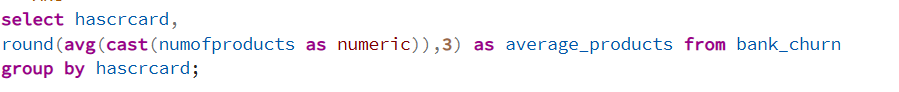 select hascrcard,
round(avg(cast(numofproducts as numeric)),3) as average_products from bank_churn
group by hascrcard;